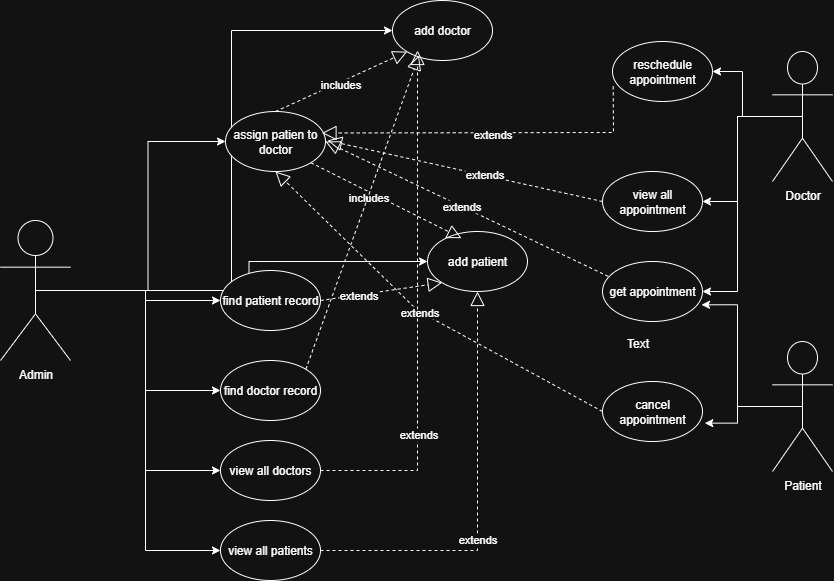 add doctor
reschedule
appointment
includes
assign patien to
doctor
extends
extends
view all
appointment
Doctor
includes
extends
add patient
find patient record
extends
get appointment
extends
Text
Admin
find doctor record
cancel
appointment
extends
view all doctors
Patient
extends
view all patients